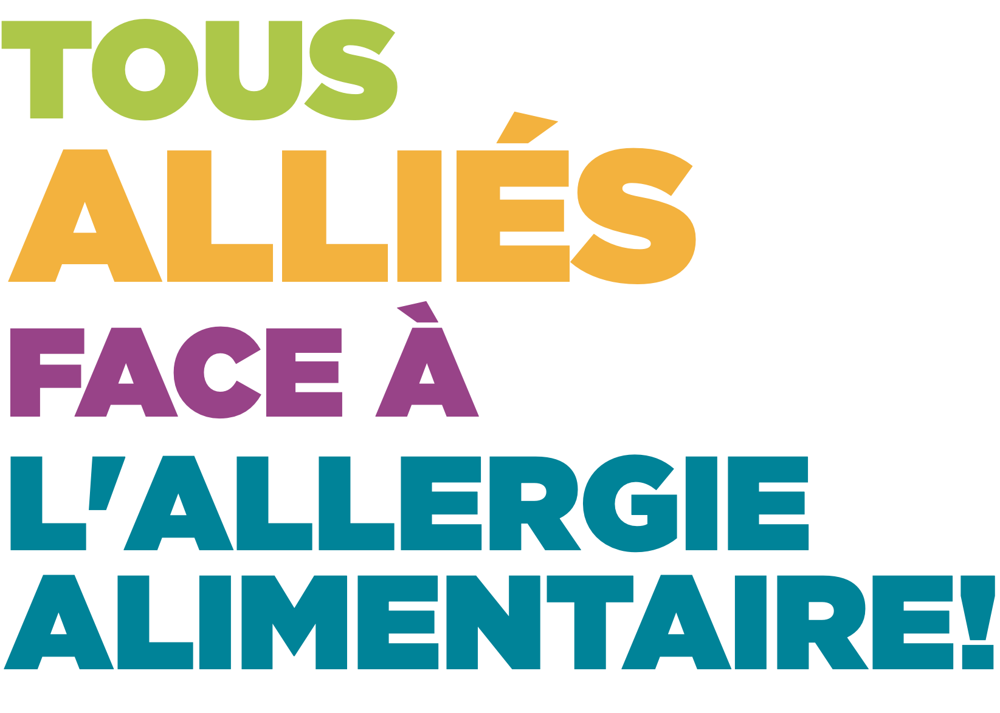 TOUS
ALLIÉS
FACE À
L'ALLERGIE
ALIMENTAIRE!